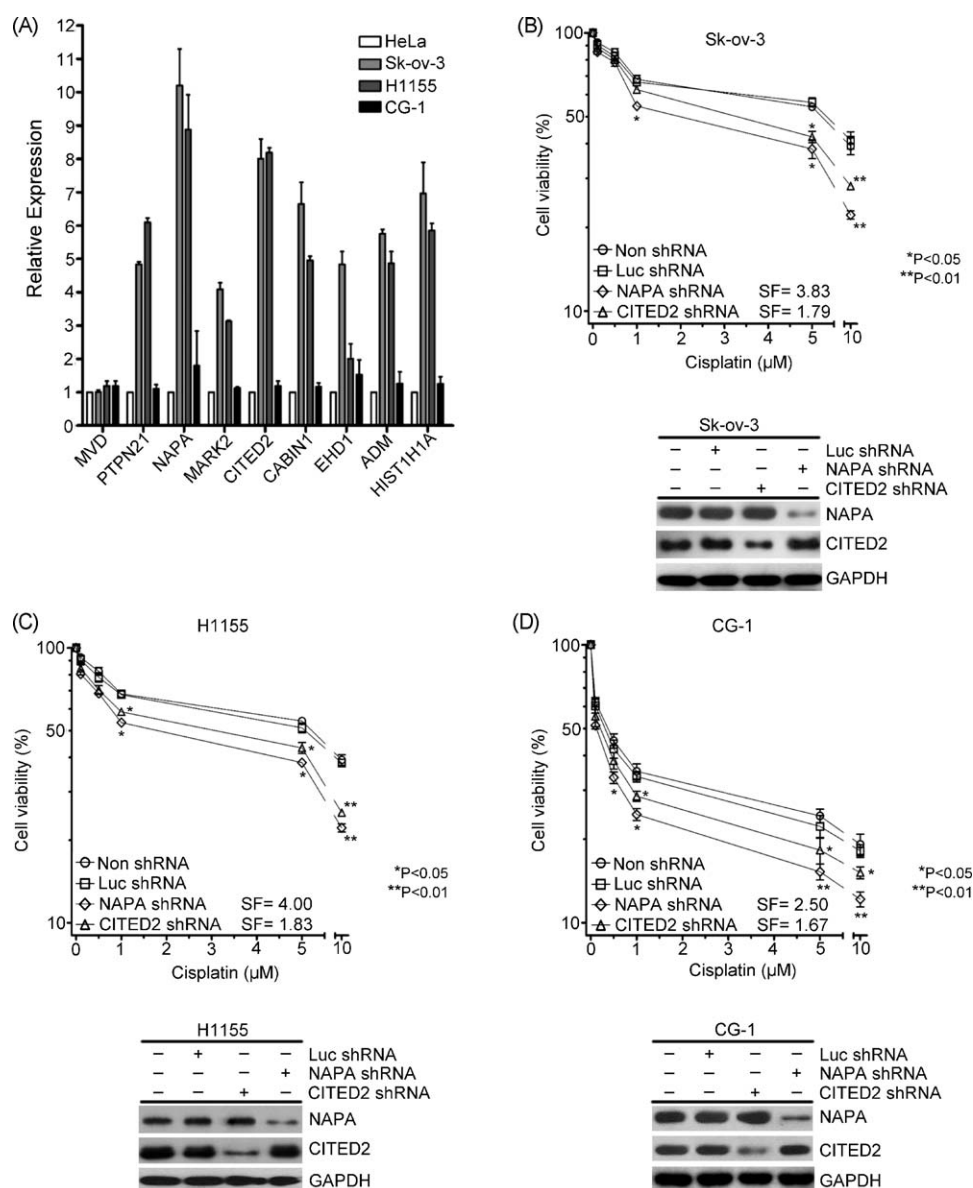 (A)
Relative Expression
12
11
10
9
8
7
6
5
4
3
2
1
0
HeLa
Sk-ov-3
H1155
CG-1
MVD
PTPN21
NAPA
MARK2
CITED2
CABIN1
EHD1
ADM
HIST1H1A
(B)
Sk-ov-3
Cell viability (%)
100
50
10
* * * ** **
Non shRNA
Luc shRNA
NAPA shRNA SF= 3.83
CITED2 shRNA SF= 1.79
*P<0.05
**P<0.01
0 1 2 3 4 5 10
Cisplatin (µM)
Sk-ov-3
− + − − Luc shRNA
− − − + NAPA shRNA
− − + − CITED2 shRNA
NAPA
CITED2
GAPDH
(C)
H1155
Cell viability (%)
100
50
10
* * * * ** **
Non shRNA
Luc shRNA
NAPA shRNA SF= 4.00
CITED2 shRNA SF= 1.83
*P<0.05
**P<0.01
0 1 2 3 4 5 10
Cisplatin (µM)
H1155
− + − − Luc shRNA
− − − + NAPA shRNA
− − + − CITED2 shRNA
NAPA
CITED2
GAPDH
(D)
CG-1
Cell viability (%)
100
50
10
* * * * ** * **
Non shRNA
Luc shRNA
NAPA shRNA SF= 2.50
CITED2 shRNA SF= 1.67
*P<0.05
**P<0.01
0 1 2 3 4 5 10
Cisplatin (µM)
CG-1
− + − − Luc shRNA
− − − + NAPA shRNA
− − + − CITED2 shRNA
NAPA
CITED2
GAPDH